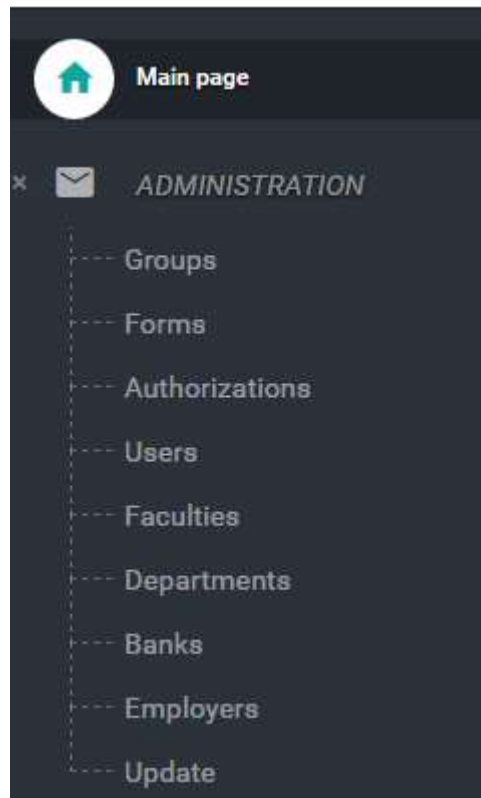 Main page
ADMINISTRATION
Groups
Forms
Authorizations
Users
Faculties
Departments
Banks
Employers
Update